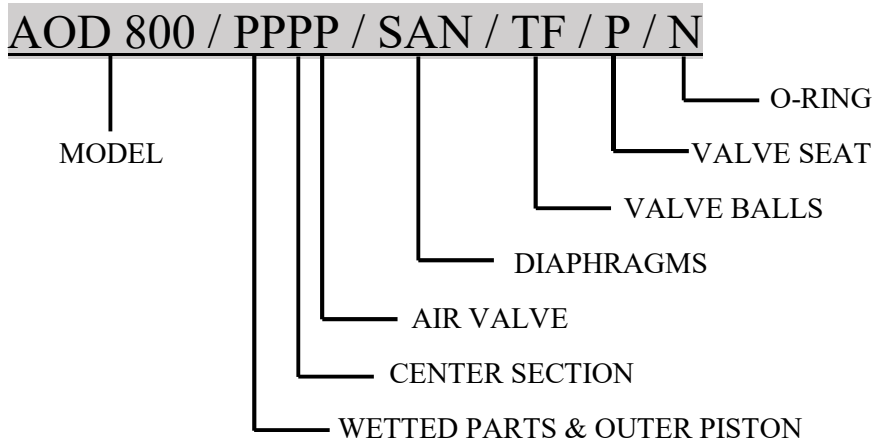 AOD 800 / PPPP / SAN / TF / P / N
O-RING
MODEL
VALVE SEAT
VALVE BALLS
DIAPHRAGMS
AIR VALVE
CENTER SECTION
WETTED PARTS & OUTER PISTON